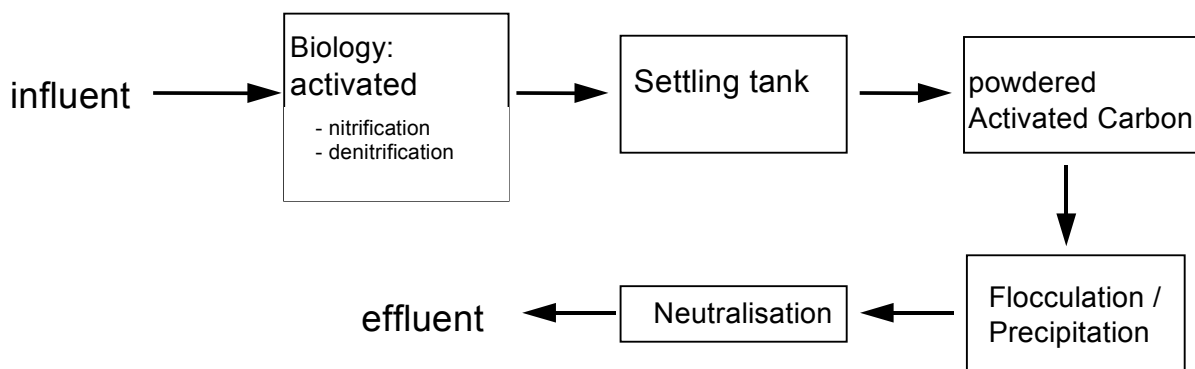 influent
Biology:
activated
- nitrification
- denitrification
Settling tank
powdered
Activated Carbon
Flocculation /
Precipitation
Neutralisation
effluent